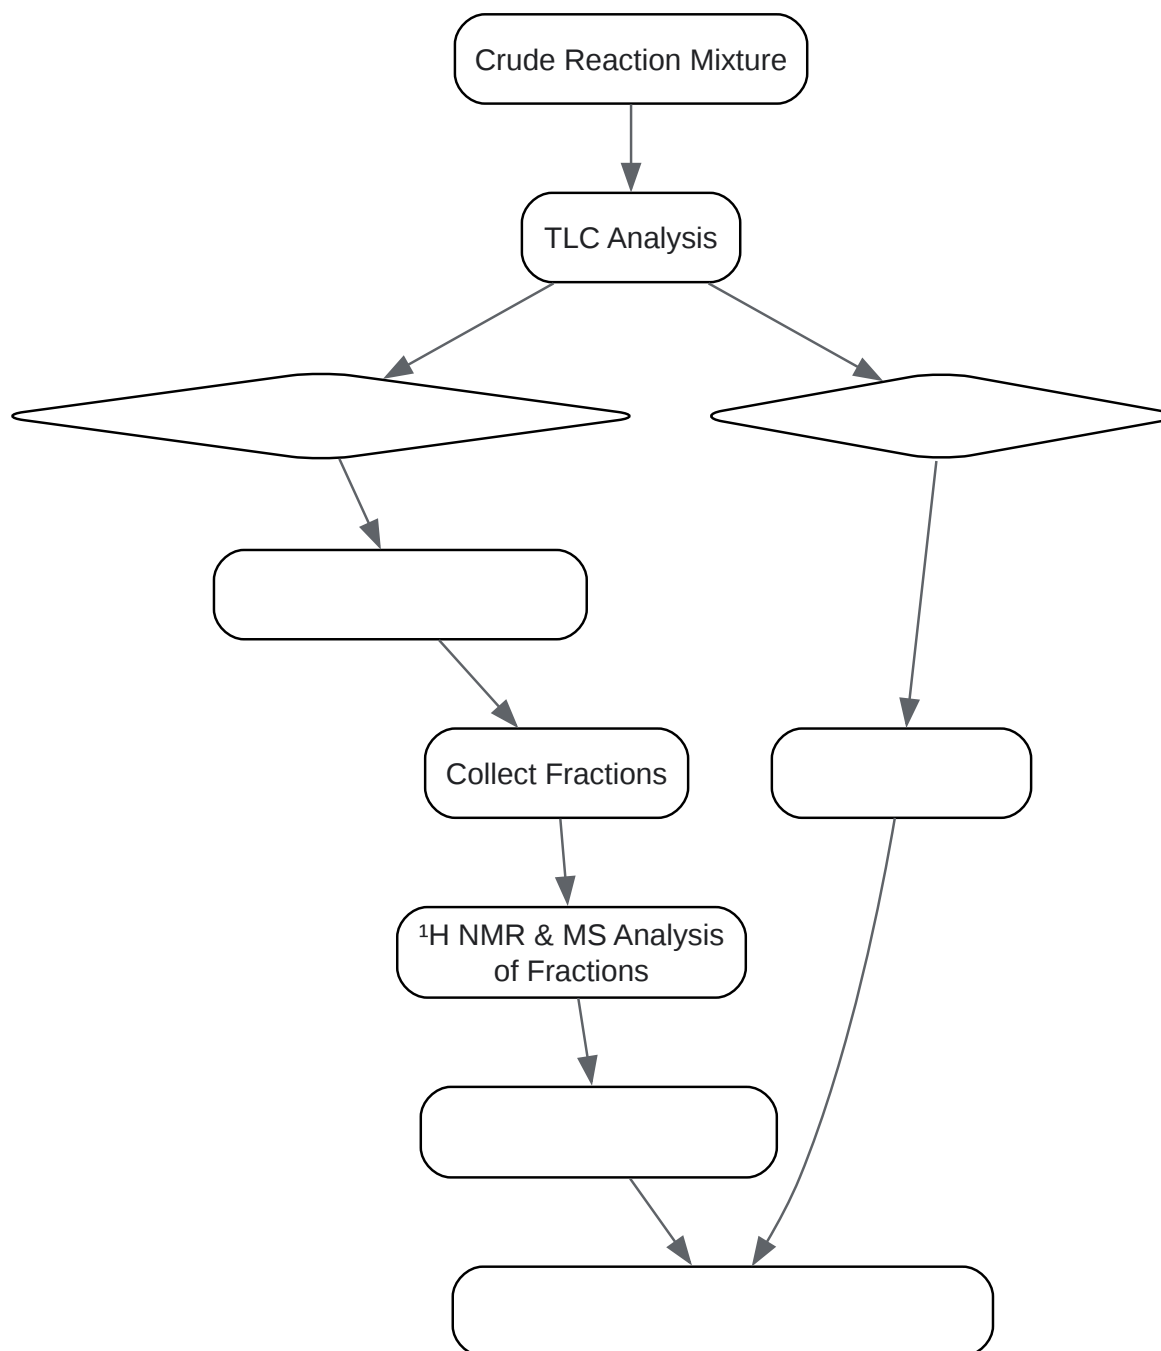 Crude Reaction Mixture
TLC Analysis
Collect Fractions
¹H NMR & MS Analysis
of Fractions